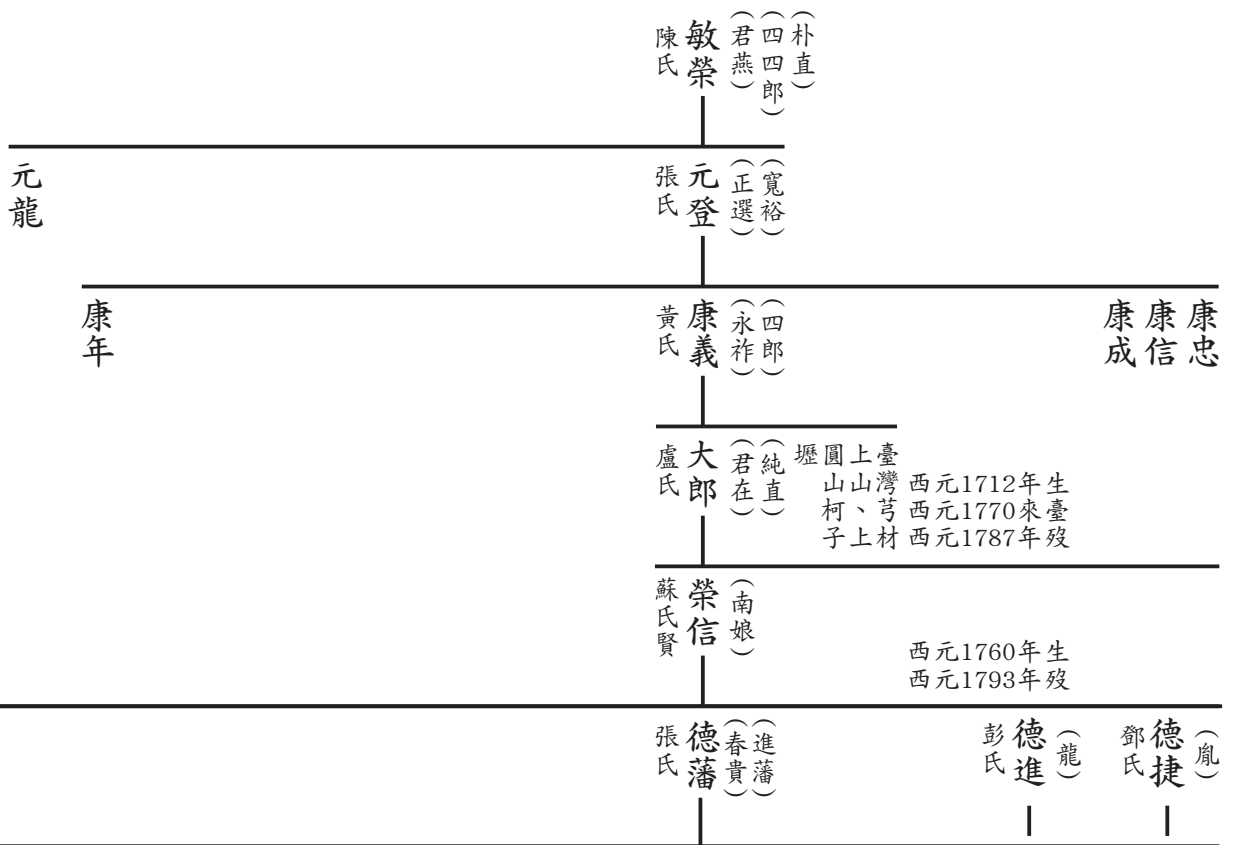 (朴直)
(四四郎)
(君燕)
敏榮
陳氏
(寬裕)
(正選)
元登
張氏
元龍
康忠
康信
康成
(四郎)
(永祚)
康義
黃氏
康年
西元1712年生
西元1770來臺
西元1787年歿
臺灣芎材
上山、上
圓山柯子
壢
(純直)
(君在)
大郎
盧氏
西元1760年生
西元1793年歿
(南娘)
榮信
蘇氏賢
(胤)
德捷
鄧氏
(龍)
德進
彭氏
(進藩)
(春貴)
德藩
張氏